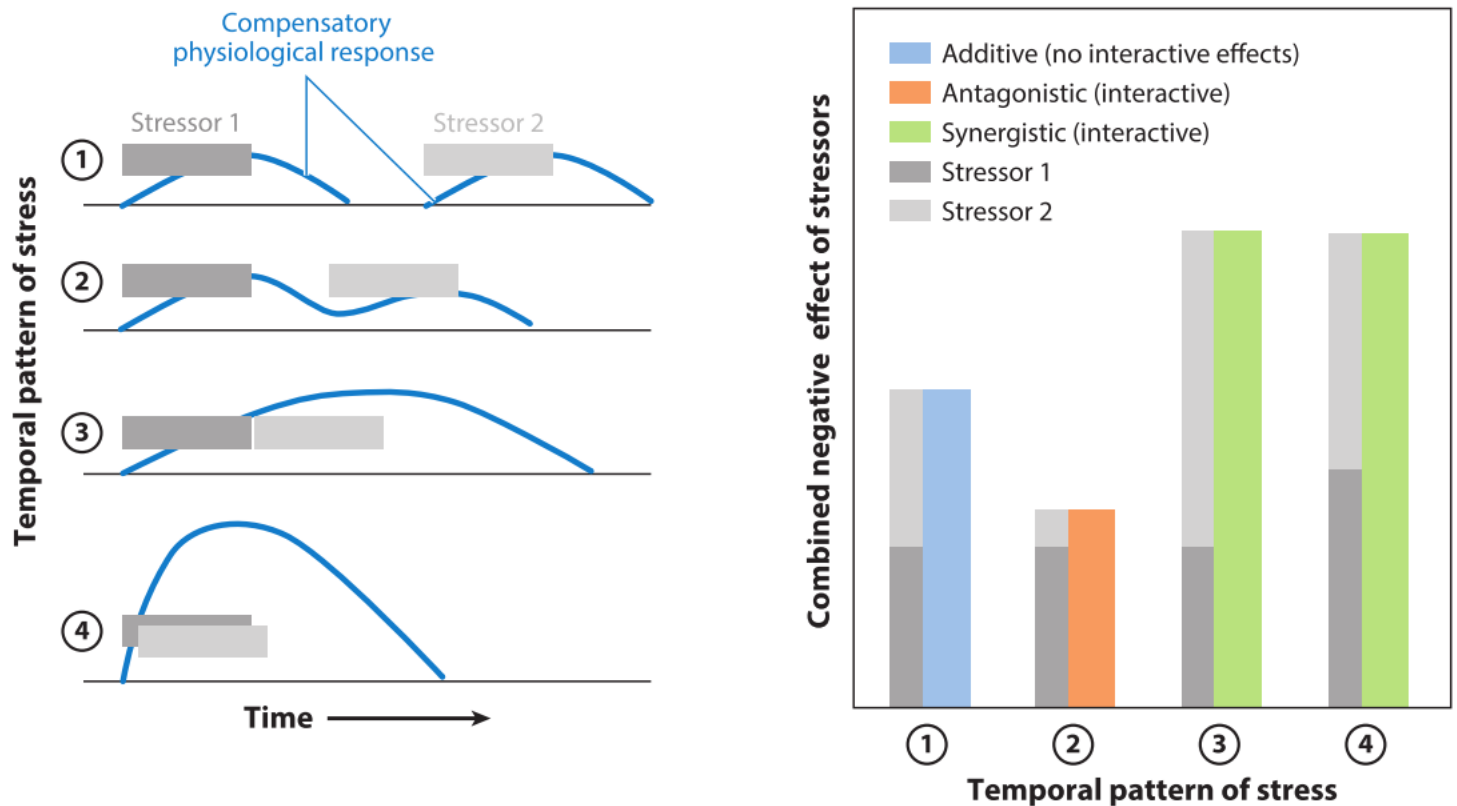 Compensatory
physiological response
Stressor 1
Stressor 2
1
2
3
4
Temporal pattern of stress
Time
Additive (no interactive effects)
Antagonistic (interactive)
Synergistic (interactive)
Stressor 1
Stressor 2
Combined negative effect of stressors
1
2
3
4
Temporal pattern of stress